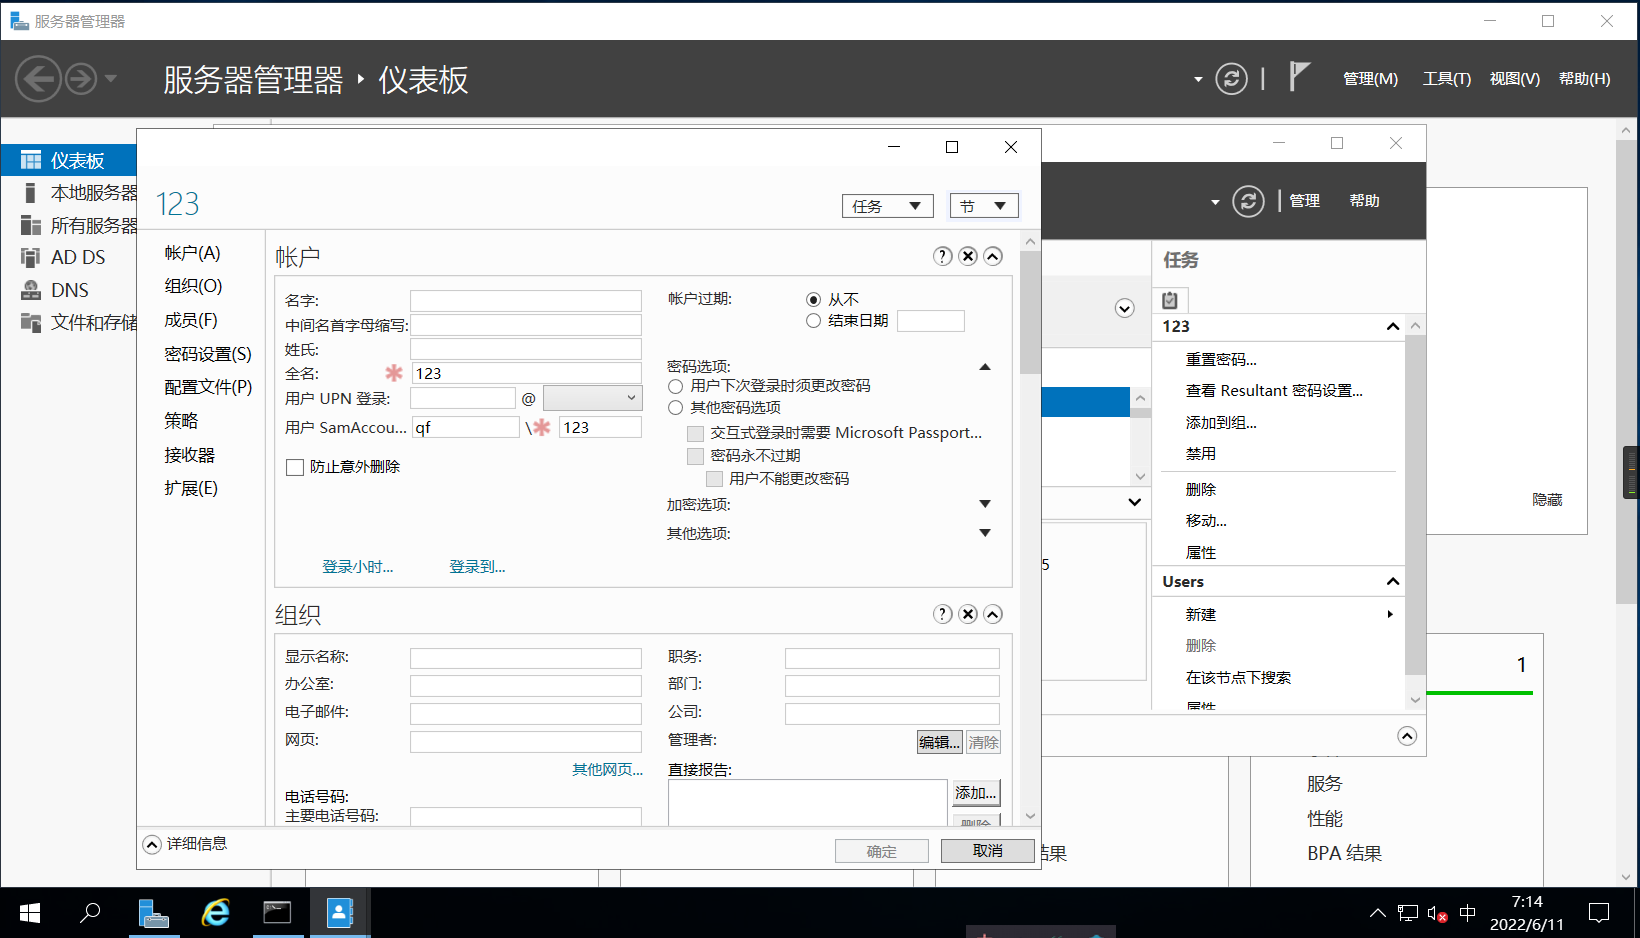 服务器管理器
服务器管理器 仪表板
管理(M) 工具(T) 视图(V) 帮助(H)
仪表板
本地服务器
所有服务器
AD DS
DNS
文件和存储
123
任务
节
帐户(A)
组织(O)
成员(F)
密码设置(S)
配置文件(P)
策略
接收器
扩展(E)
帐户
名字:
中间名首字母缩写:
姓氏:
全名: * 123
用户 UPN 登录: @
用户 SamAccou... qf \* 123
防止意外删除
登录小时... 登录到...
帐户过期:
从不
结束日期
密码选项:
用户下次登录时须更改密码
其他密码选项
交互式登录时需要 Microsoft Passport...
密码永不过期
用户不能更改密码
加密选项:
其他选项:
组织
显示名称:
办公室:
电子邮件:
网页:
其他网页...
电话号码:
主要电话号码:
职务:
部门:
公司:
管理者:
编辑... 清除
直接报告:
添加...
删除
详细信息
确定 取消
管理 帮助
任务
123
重置密码...
查看 Resultant 密码设置...
添加到组...
禁用
删除
移动...
属性
Users
新建
删除
在该节点下搜索
属性
5
隐藏
1
服务
性能
BPA 结果
结果
中
7:14
2022/6/11